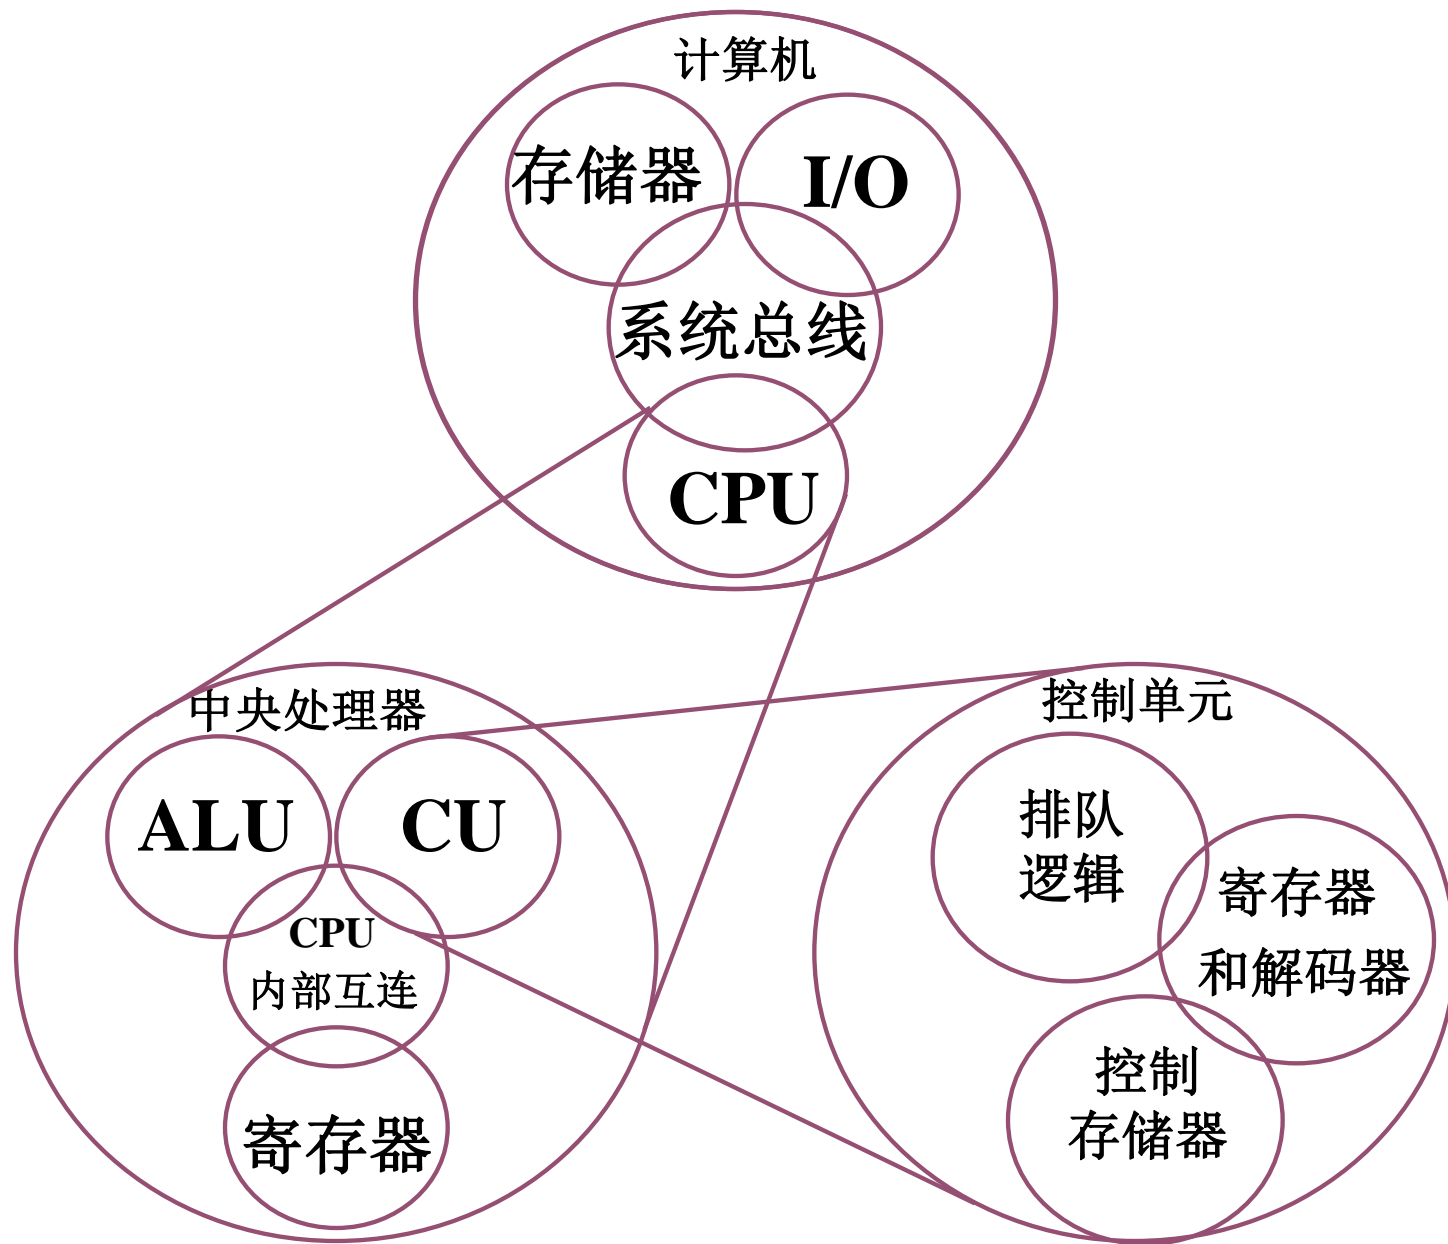 计算机
存储器
I/O
系统总线
CPU
中央处理器
ALU
CU
CPU
内部互连
寄存器
控制单元
排队
逻辑
寄存器
和解码器
控制
存储器